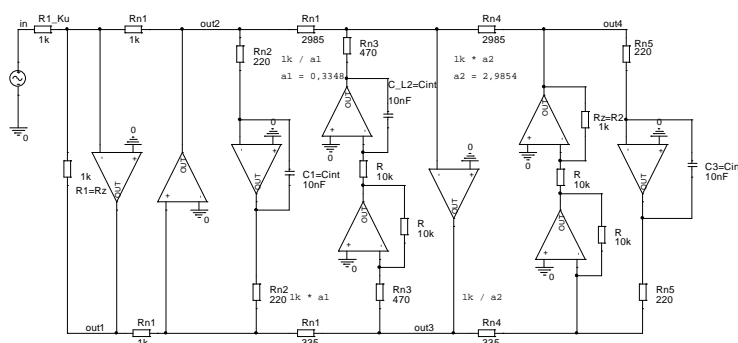 in R1_Ku Rn1 out2 Rn1 Rn4 out4
1k 1k 2985 2985
Rn2 220
Rn3 470
Rn5 220
1k / a1
a1 = 0,3348
1k * a2
a2 = 2,9854
C_L2=Cint
10nF
Rz=R2
1k
0
0
0
0
0
OUT
OUT
1k
R1=Rz
OUT
OUT
OUT
C1=Cint
10nF
R
10k
OUT
R
10k
C3=Cint
10nF
OUT
OUT
OUT
R
10k
R
10k
0
0
0
Rn2
220
1k * a1
Rn3
470
1k / a2
Rn5
220
out1 Rn1 Rn1 out3 Rn4
1k 335 335